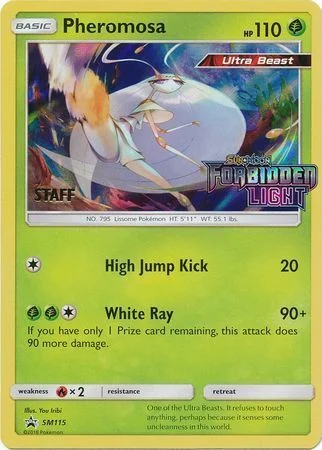 BASIC
Pheromosa
HP110
Ultra Beast
STAFF
SUN & MOON
FORBIDDEN
LIGHT
NO. 795 Lissome Pokémon HT: 5'11" WT: 55.1 lbs.
High Jump Kick 20
White Ray 90+
If you have only 1 Prize card remaining, this attack does
90 more damage.
weakness ×2 resistance retreat
Illus. You Iribi
SM115
©2018 Pokémon
One of the Ultra Beasts. It refuses to touch
anything, perhaps because it senses some
uncleanness in this world.